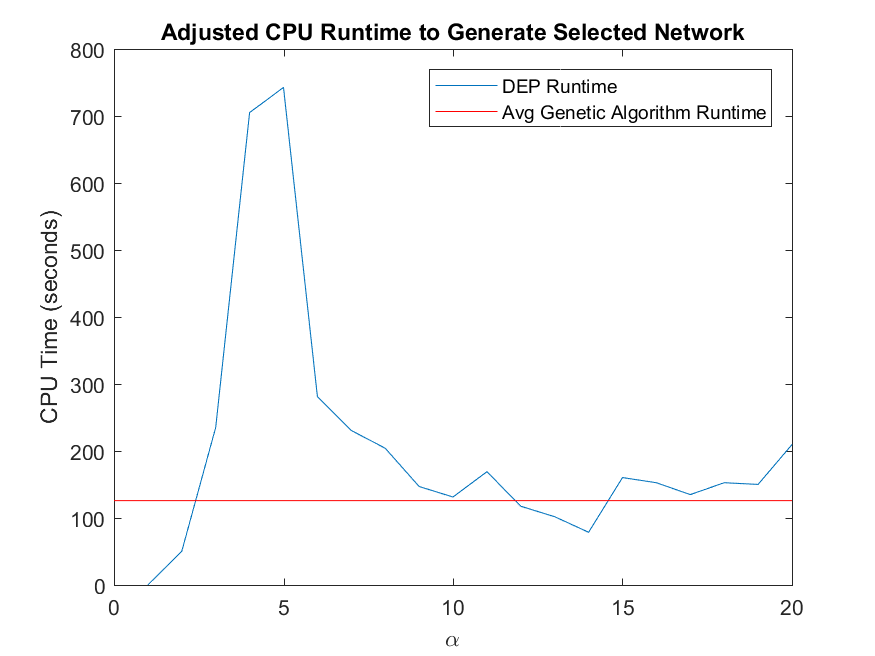 Adjusted CPU Runtime to Generate Selected Network
DEP Runtime
Avg Genetic Algorithm Runtime
CPU Time (seconds)
800
700
600
500
400
300
200
100
0
0 5 10 15 20
α